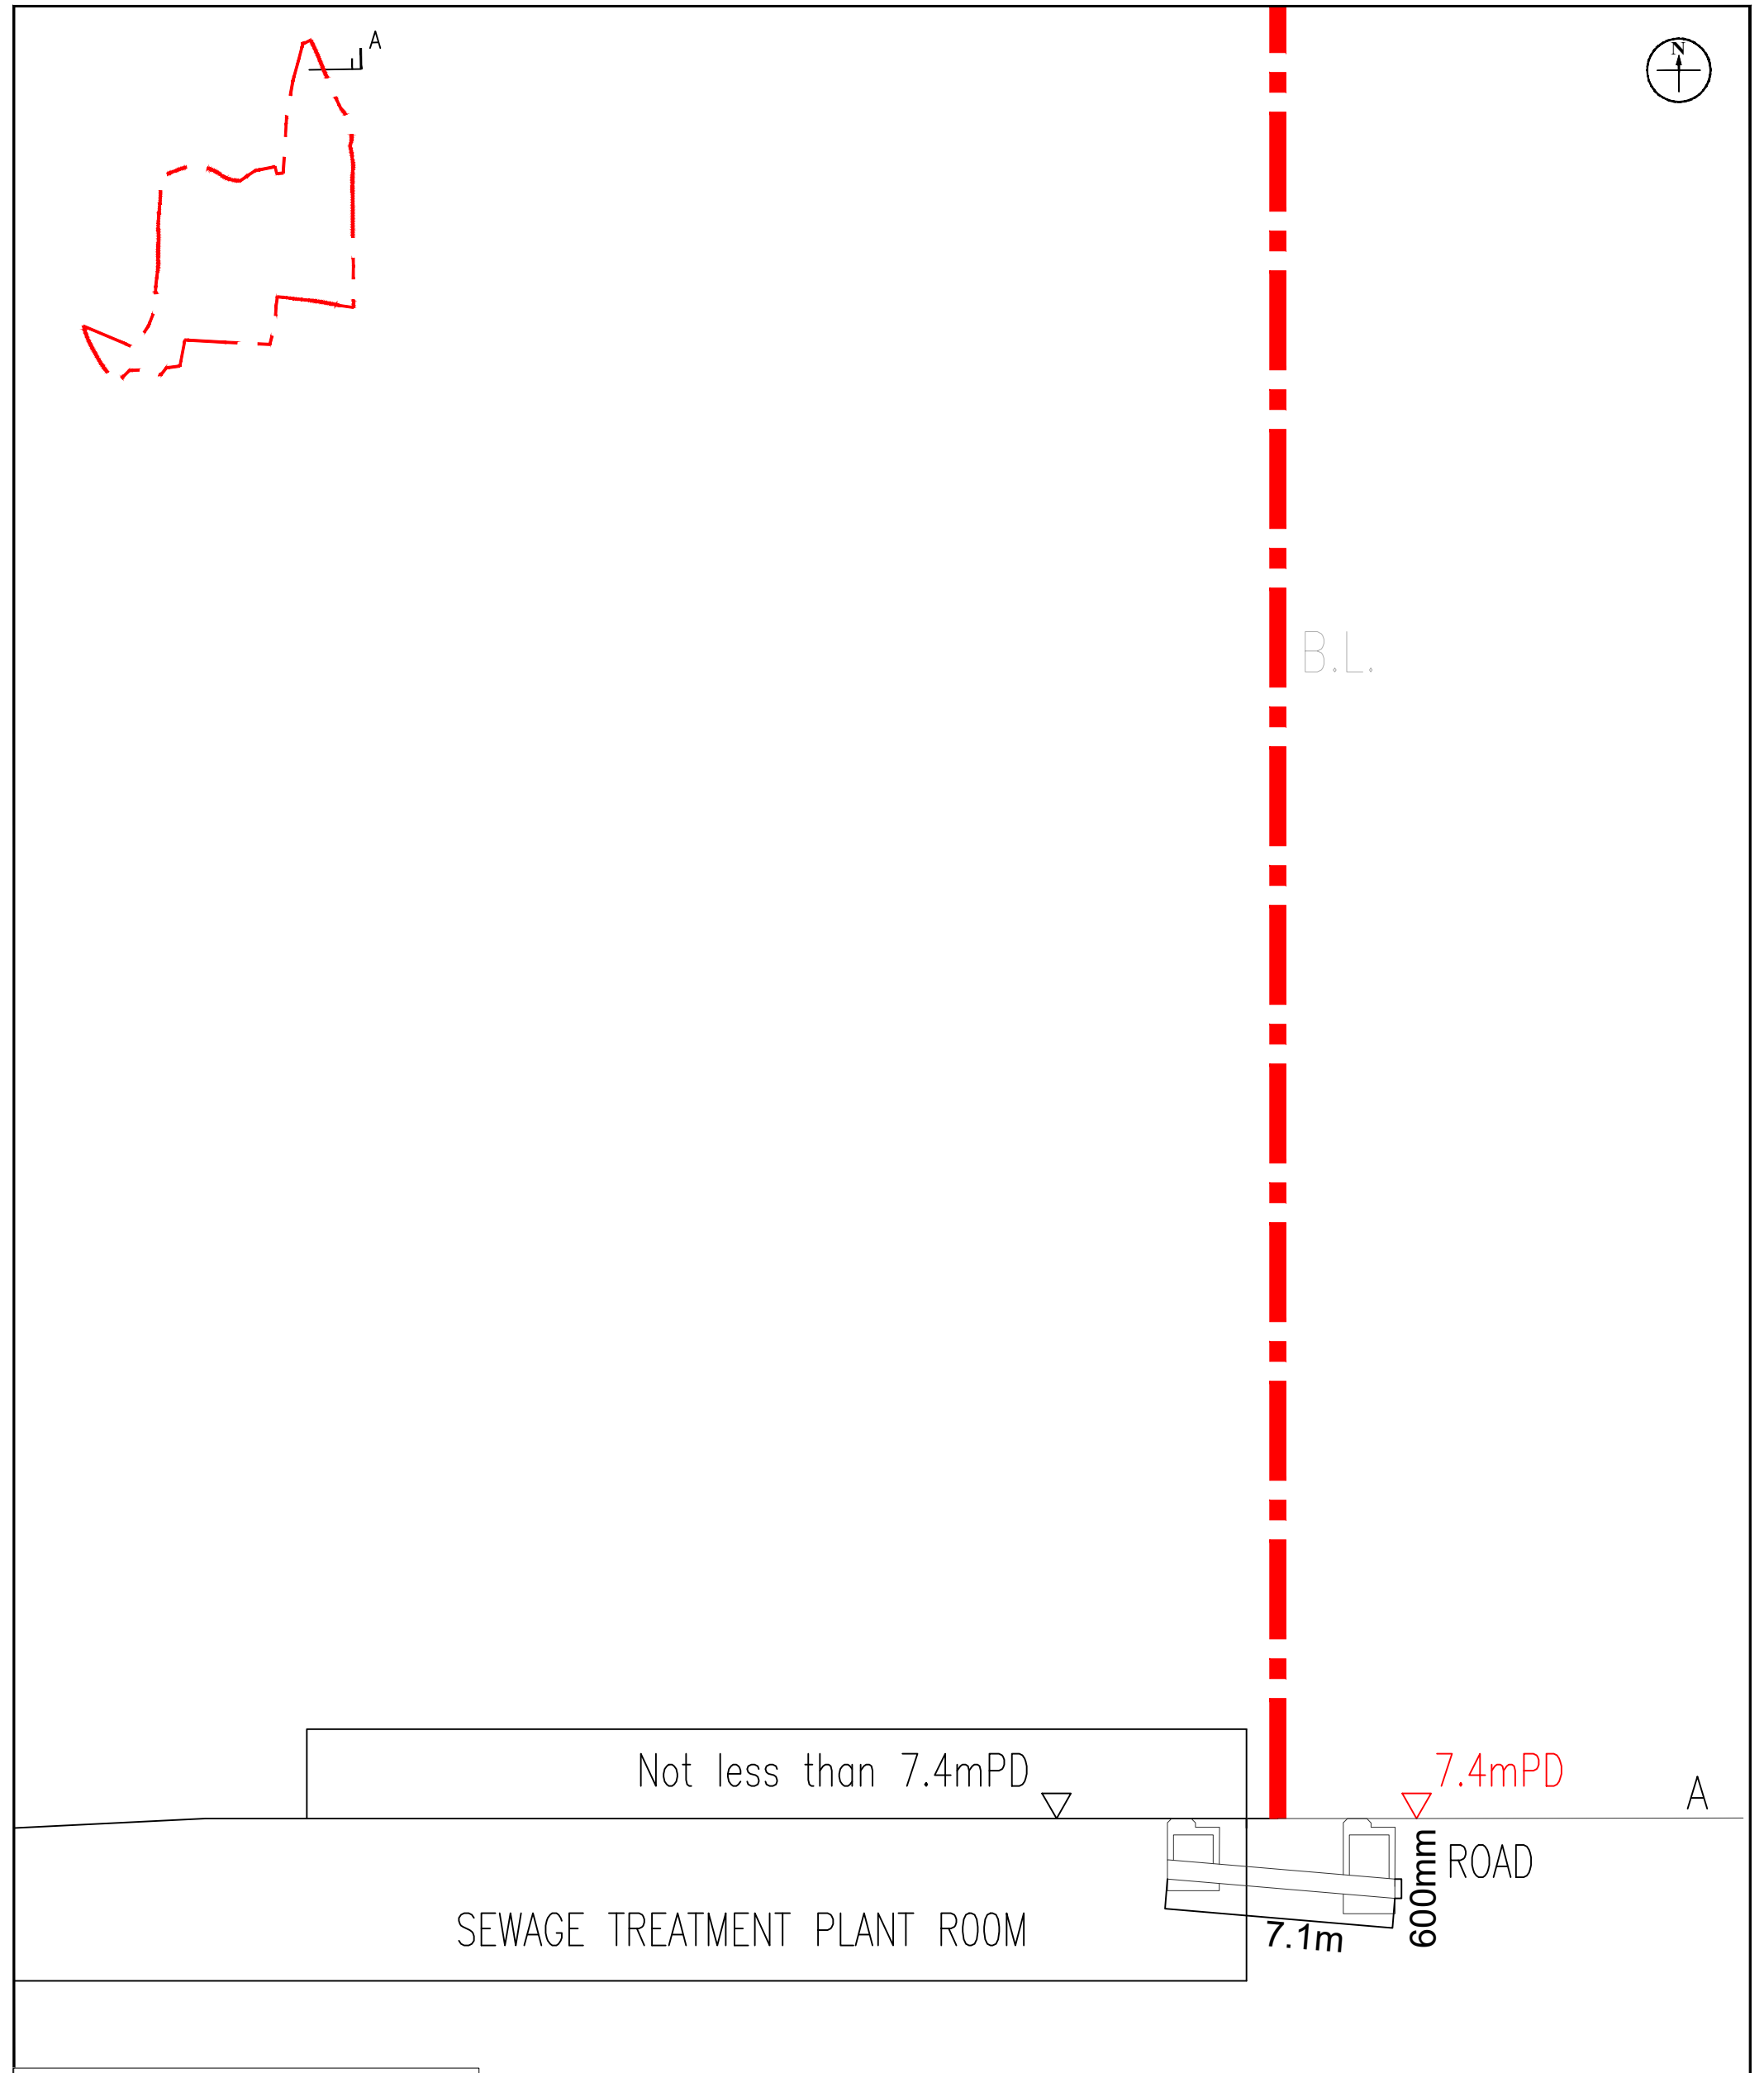 A
N
B.L.
Not less than 7.4mPD
7.4mPD
A
ROAD
600mm
SEWAGE TREATMENT PLANT ROOM
7.1m